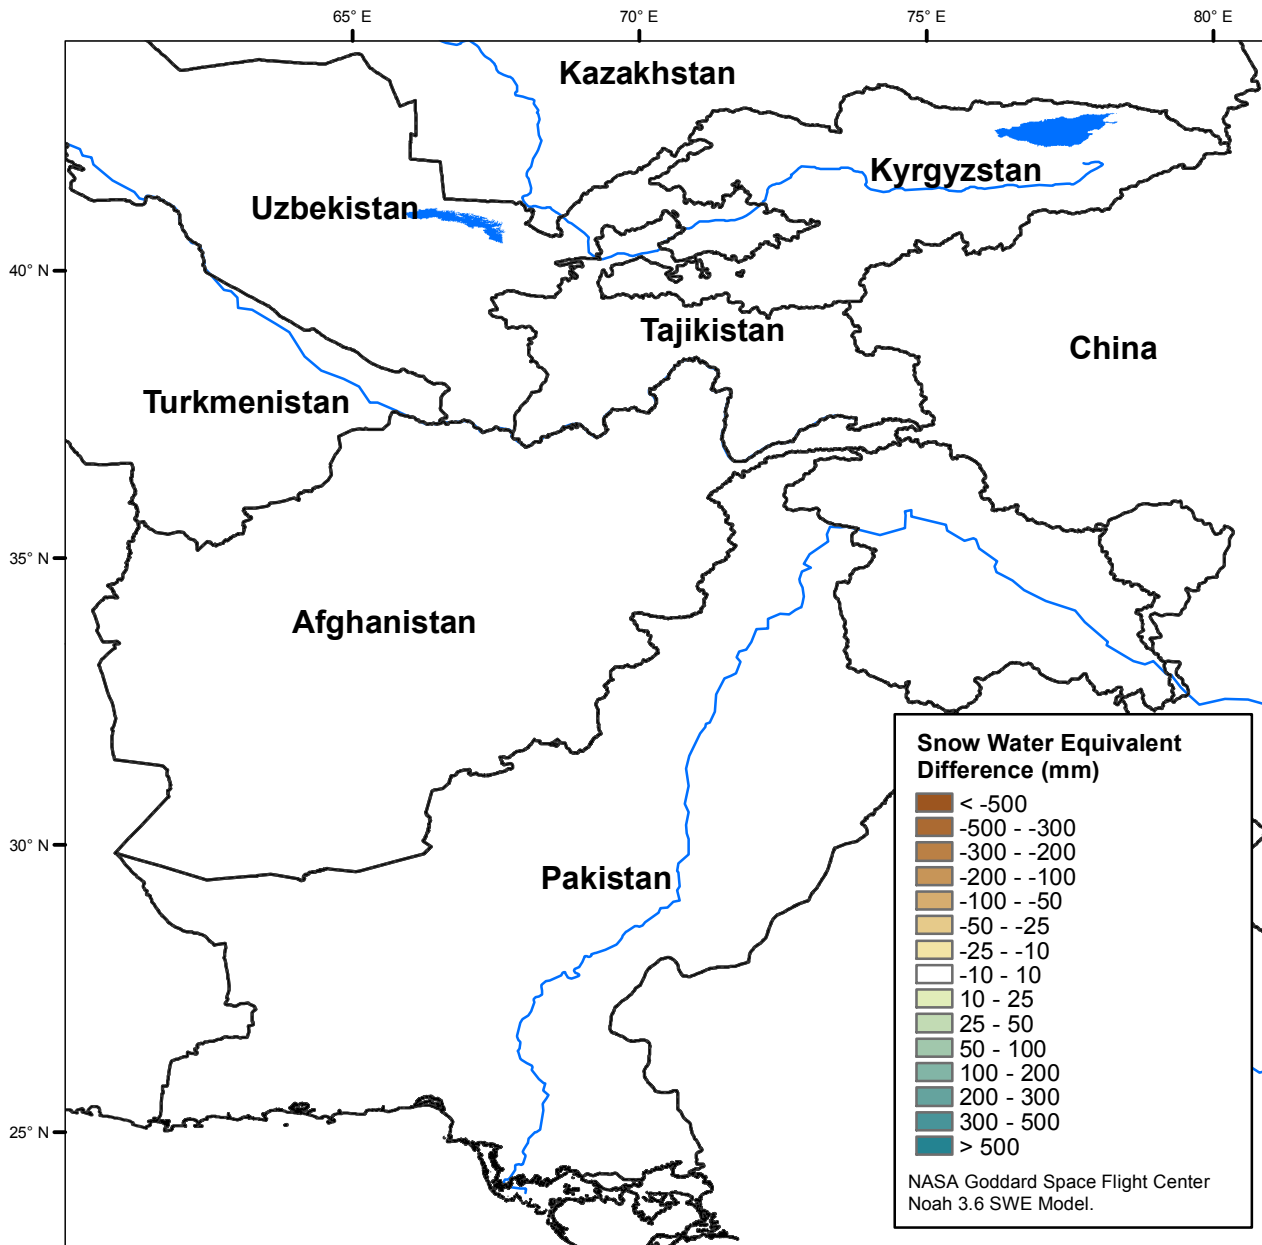 65° E
70° E
75° E
80° E
40° N
35° N
30° N
25° N
Kazakhstan
Kyrgyzstan
Uzbekistan
Tajikistan
China
Turkmenistan
Afghanistan
Pakistan
Snow Water Equivalent
Difference (mm)
< -500
-500 - -300
-300 - -200
-200 - -100
-100 - -50
-50 - -25
-25 - -10
-10 - 10
10 - 25
25 - 50
50 - 100
100 - 200
200 - 300
300 - 500
> 500
NASA Goddard Space Flight Center
Noah 3.6 SWE Model.